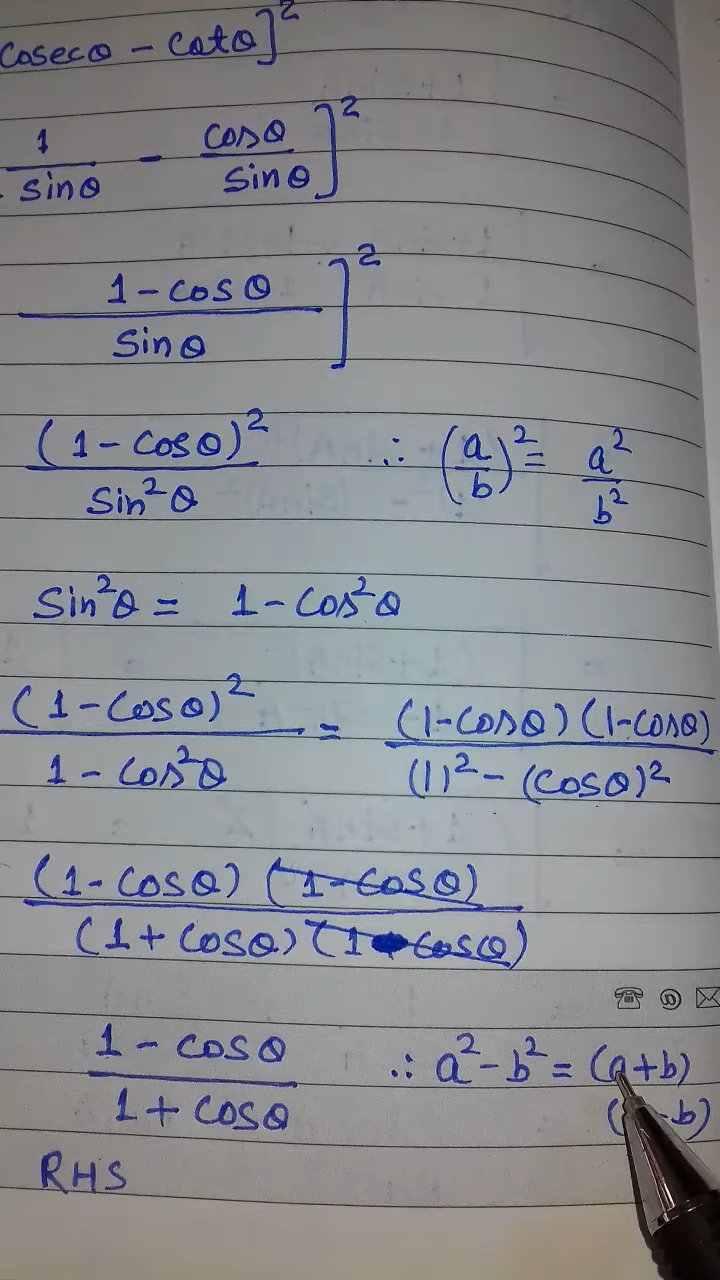 Cosecθ - Cotθ]²
1/sinθ - cosθ/sinθ]²
1-cosθ/sinθ]²
(1-cosθ)²/sin²θ ∴ (a/b)² = a²/b²
Sin²θ = 1-cos²θ
(1-cosθ)²/1-cos²θ = (1-cosθ)(1-cosθ)/(1)²-(cosθ)²
(1-cosθ)(1-cosθ)/(1+cosθ)(1-cosθ)
1-cosθ/1+cosθ ∴ a²-b² = (a+b)
-b)
RHS